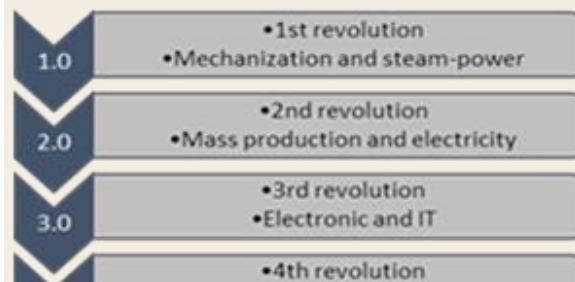 1.0
•1st revolution
•Mechanization and steam-power
2.0
•2nd revolution
•Mass production and electricity
3.0
•3rd revolution
•Electronic and IT
•4th revolution